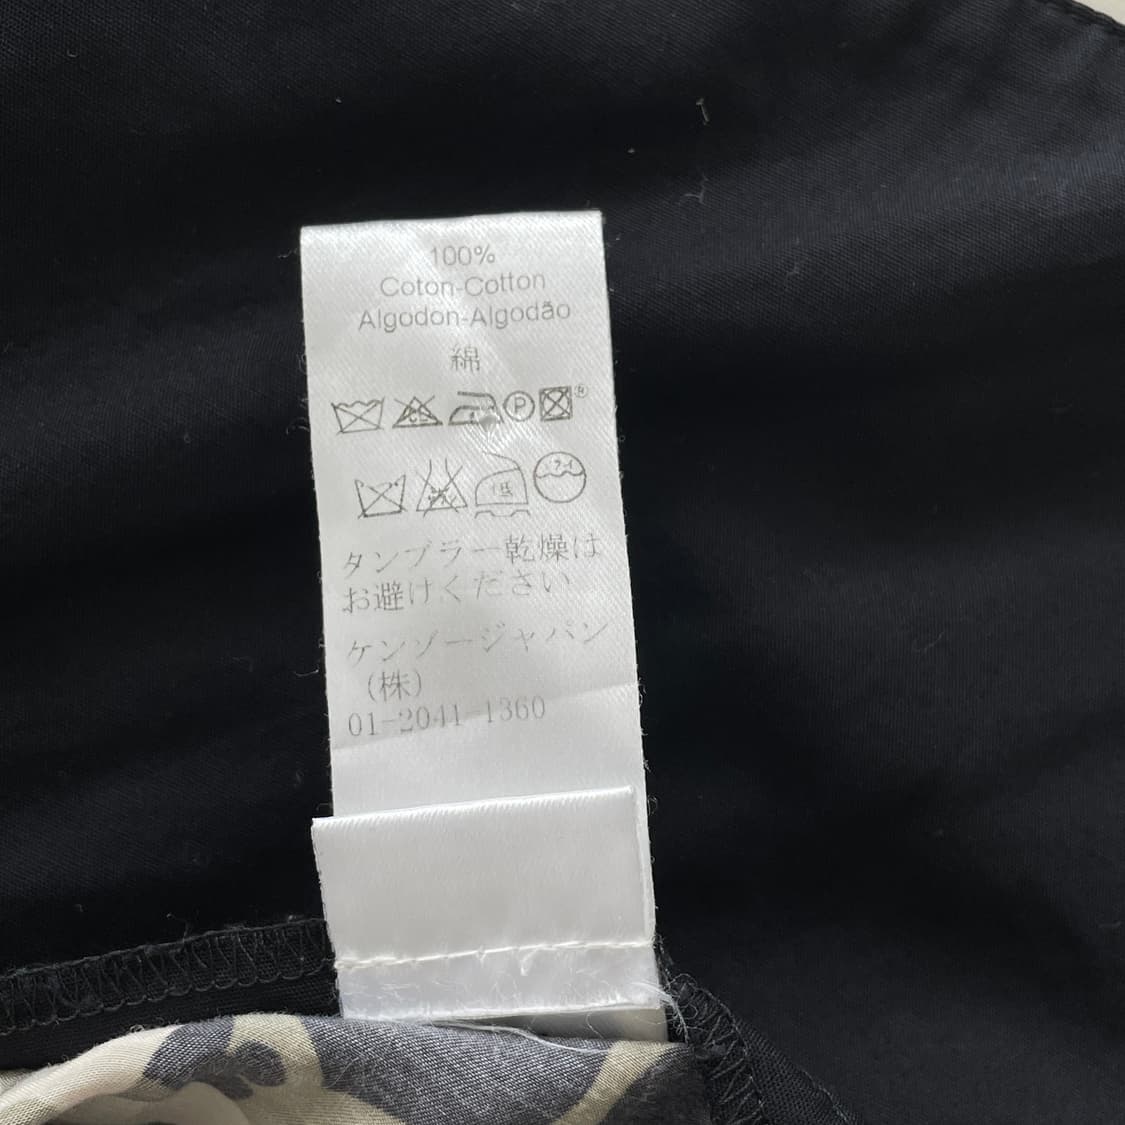 100%
Coton-Cotton
Algodon-Algodão
綿
P ®
タンブラー乾燥は
お避けください
ケンゾージャパン
(株)
01-2041-1360